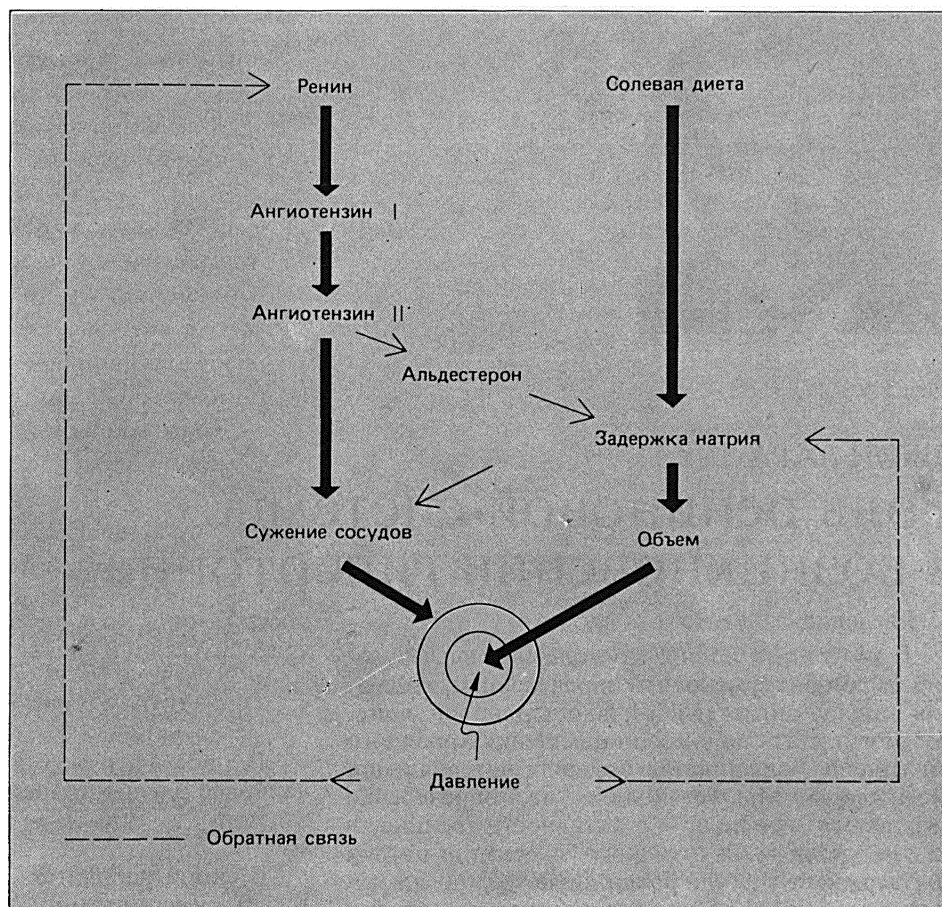 Ренин
Солевая диета
Ангиотензин I
Ангиотензин II
Альдестерон
Задержка натрия
Сужение сосудов
Объем
Давление
Обратная связь